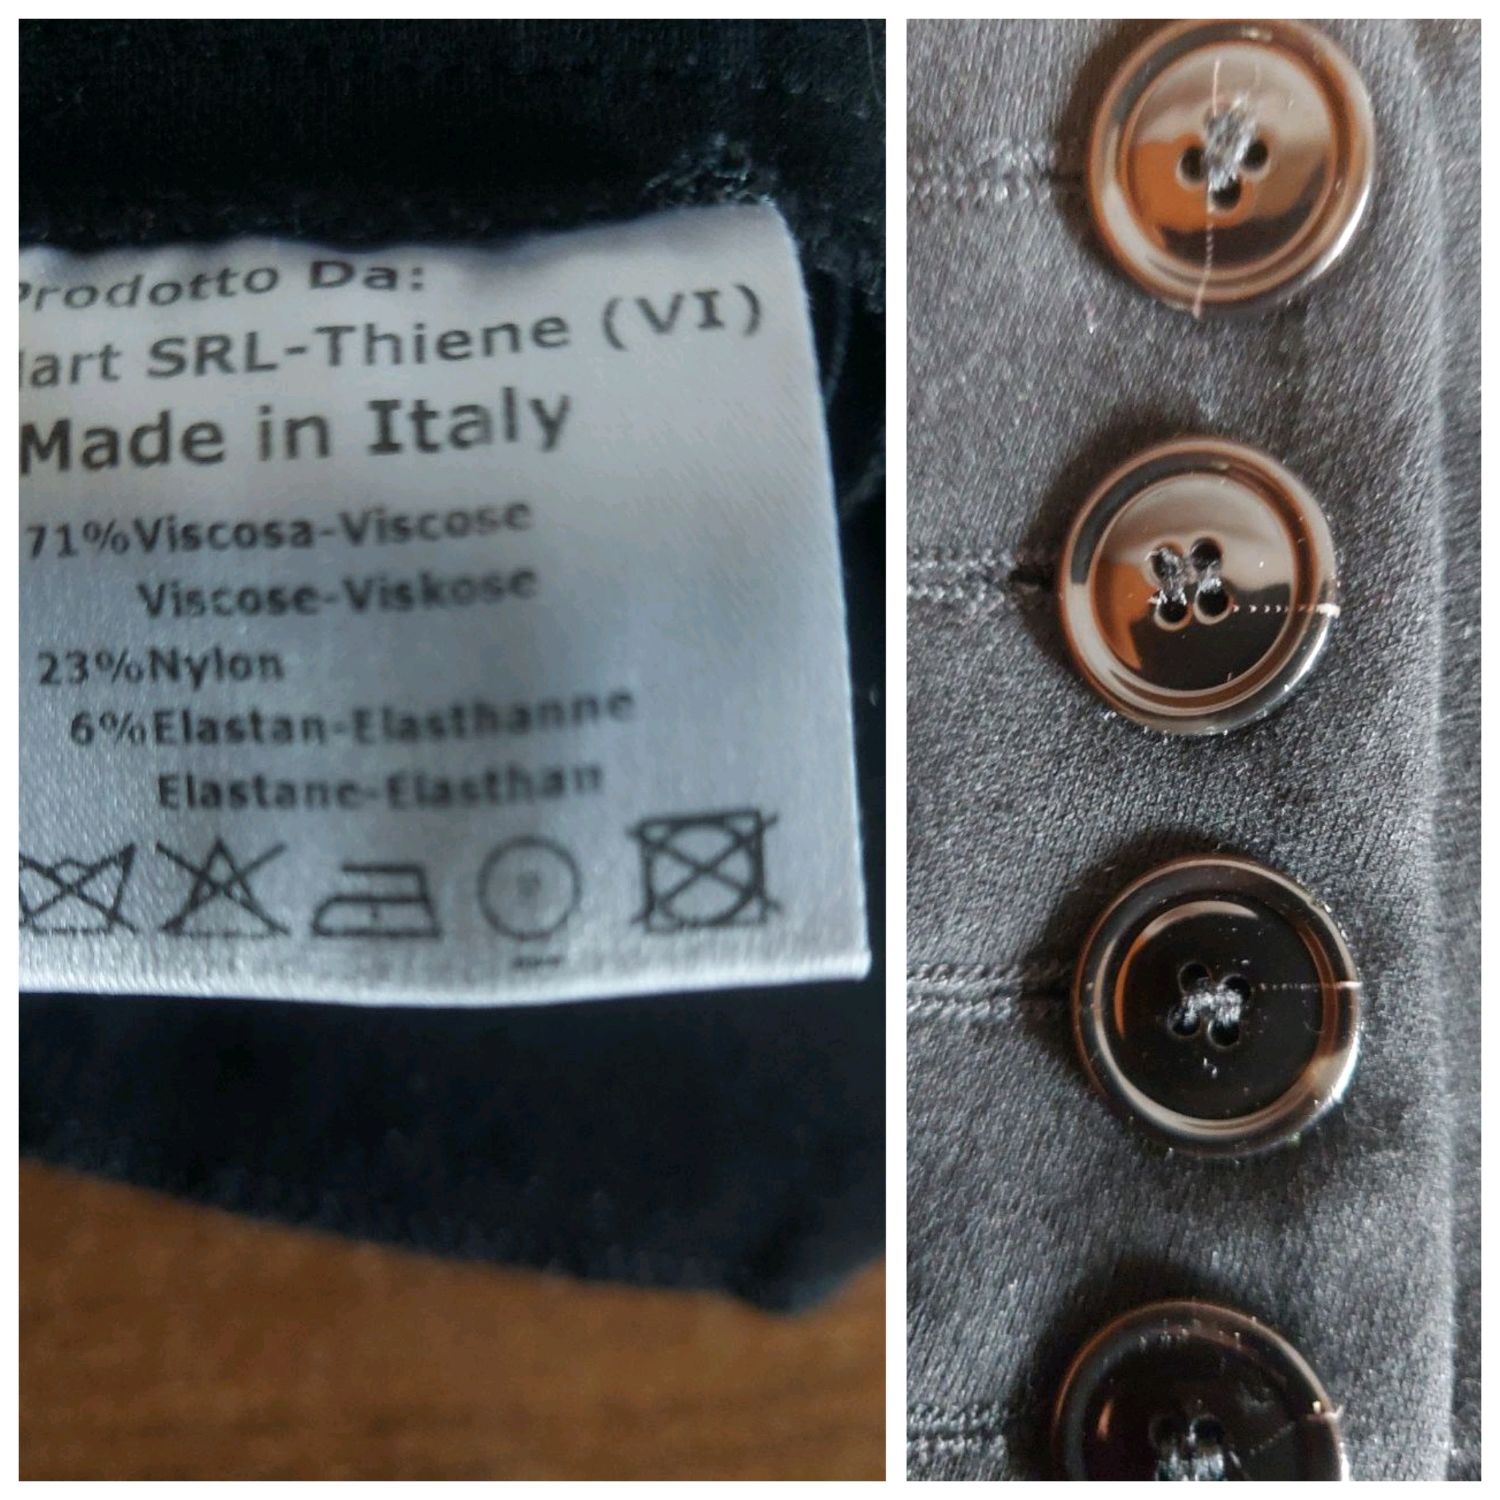 Prodotto Da:
lart SRL-Thiene (VI)
Made in Italy
71%Viscosa-Viscose
Viscose-Viskose
23%Nylon
6%Elastan-Elasthanne
Elastane-Elasthan